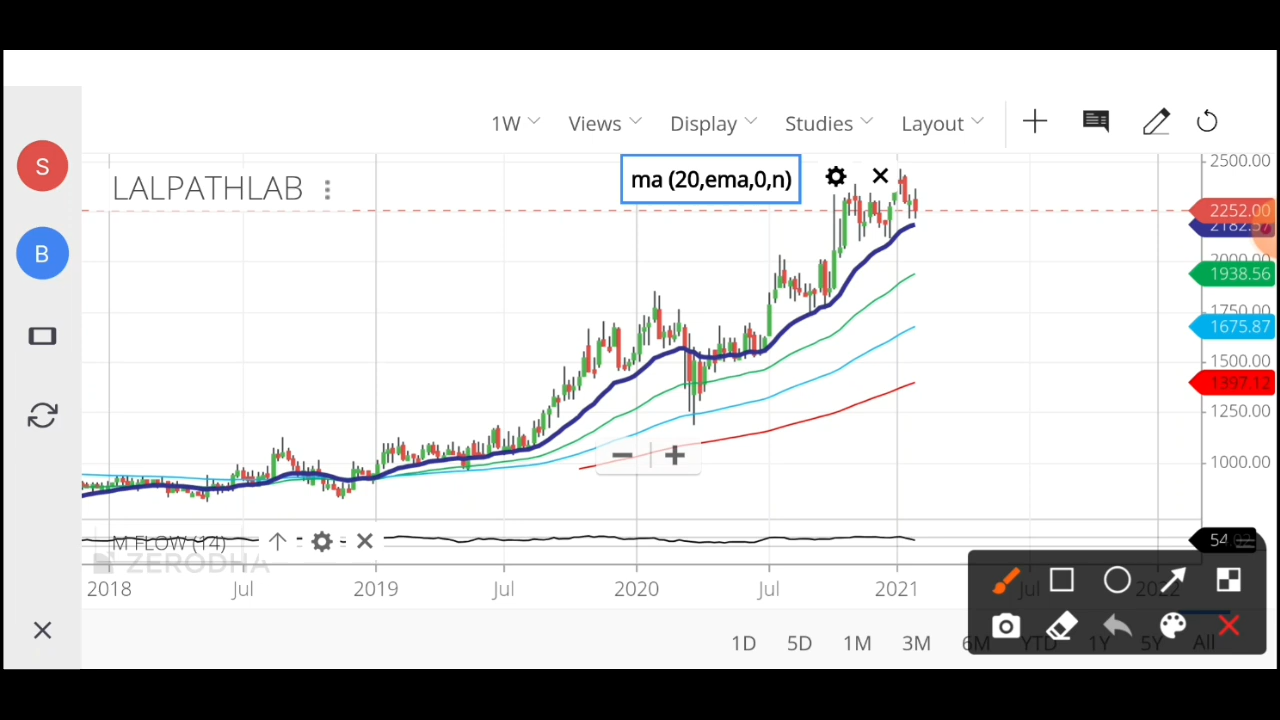 1W Views Display Studies Layout
S
LALPATHLAB
ma (20,ema,0,n)
B
2500.00
2252.00
2182.57
2000.00
1938.56
1750.00
1675.87
1500.00
1397.12
1250.00
1000.00
M FLOW (14)
ZERODHA
2018 Jul 2019 Jul 2020 Jul 2021 Jul 2022
1D 5D 1M 3M 6M YTD 1Y 5Y All